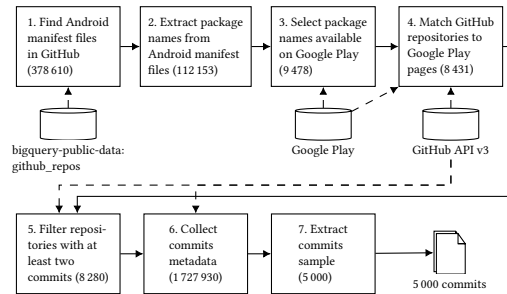 1. Find Android
manifest files
in GitHub
(378 610)
2. Extract package
names from
Android manifest
files (112 153)
3. Select package
names available
on Google Play
(9 478)
4. Match GitHub
repositories to
Google Play
pages (8 431)
bigquery-public-data:
github_repos
Google Play
GitHub API v3
5. Filter reposi-
tories with at
least two
commits (8 280)
6. Collect
commits
metadata
(1 727 930)
7. Extract
commits
sample
(5 000)
5 000 commits